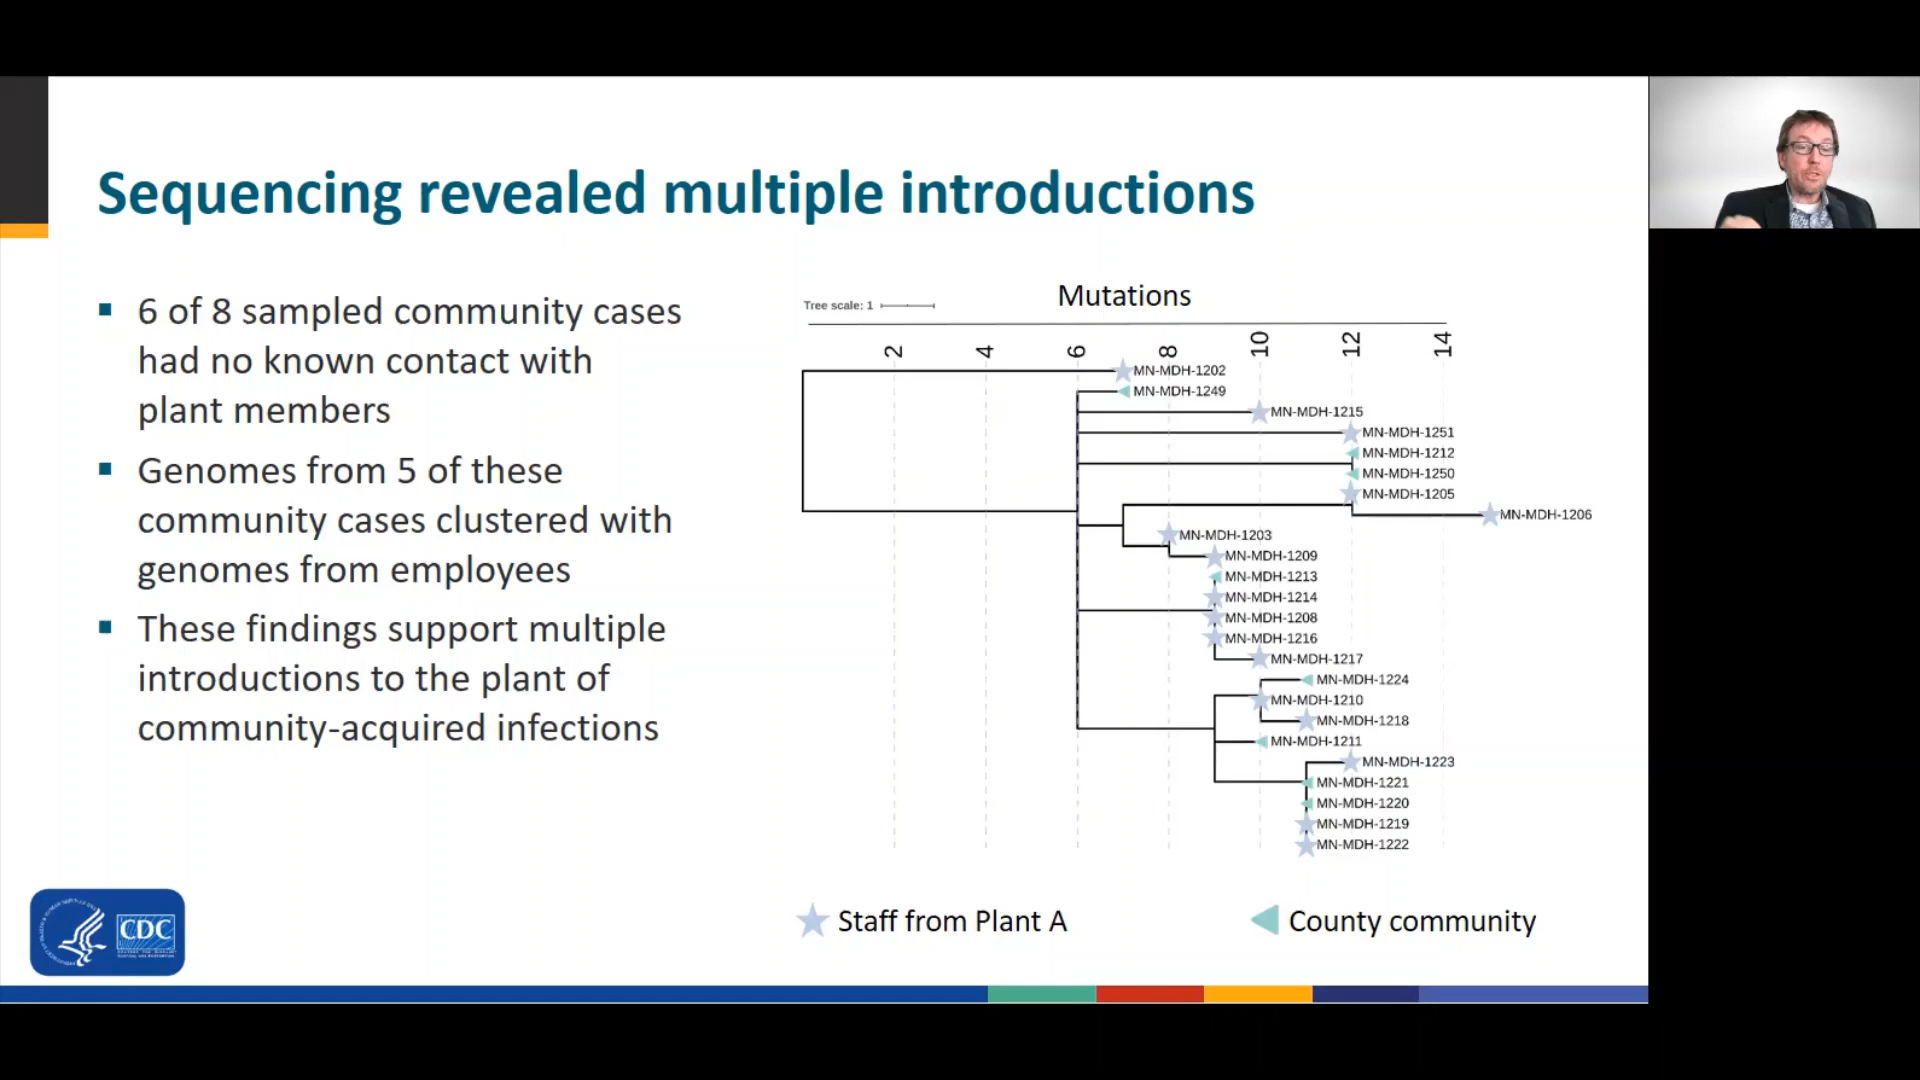 Sequencing revealed multiple introductions
6 of 8 sampled community cases
had no known contact with
plant members
Genomes from 5 of these
community cases clustered with
genomes from employees
These findings support multiple
introductions to the plant of
community-acquired infections
Mutations
Tree scale: 1
2 4 6 8 10 12 14
MN-MDH-1202
MN-MDH-1249
MN-MDH-1215
MN-MDH-1251
MN-MDH-1212
MN-MDH-1250
MN-MDH-1205
MN-MDH-1206
MN-MDH-1203
MN-MDH-1209
MN-MDH-1213
MN-MDH-1214
MN-MDH-1208
MN-MDH-1216
MN-MDH-1217
MN-MDH-1224
MN-MDH-1210
MN-MDH-1218
MN-MDH-1211
MN-MDH-1223
MN-MDH-1221
MN-MDH-1220
MN-MDH-1219
MN-MDH-1222
Staff from Plant A
County community
CDC